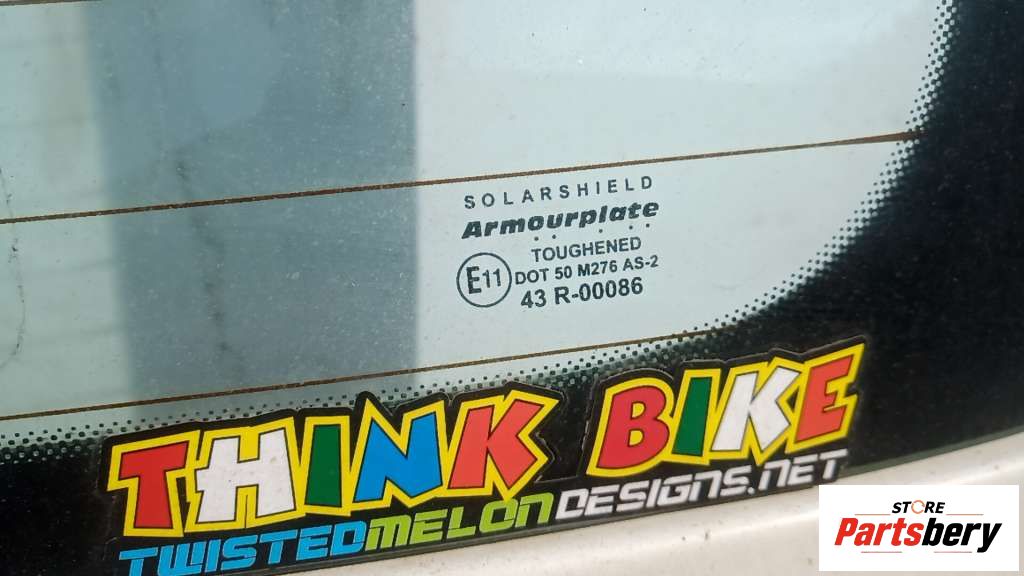 SOLARSHIELD
Armourplate
TOUGHENED
E11 DOT 50 M276 AS-2
43 R-00086
THINK BIKE
TWISTEDMELONDESIGNS.NET
STORE
Partsbery